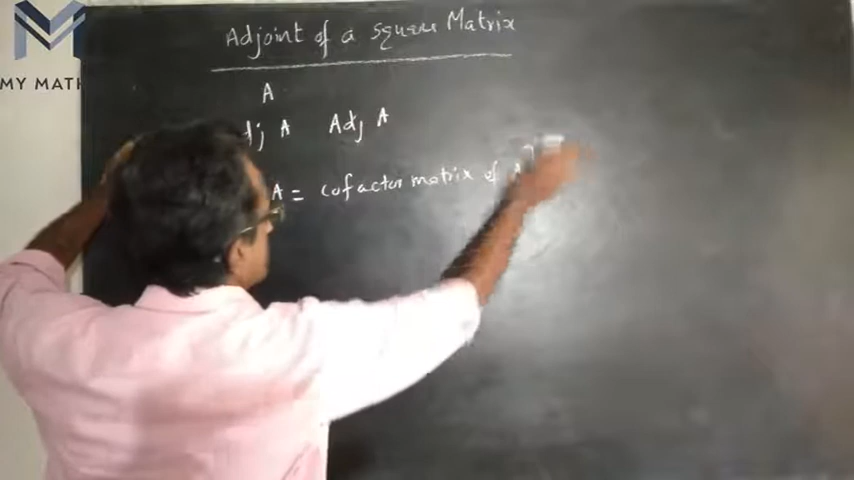 MY MATH
Adjoint of a Square Matrix
A
dj A Adj A
A = cofactor matrix of A